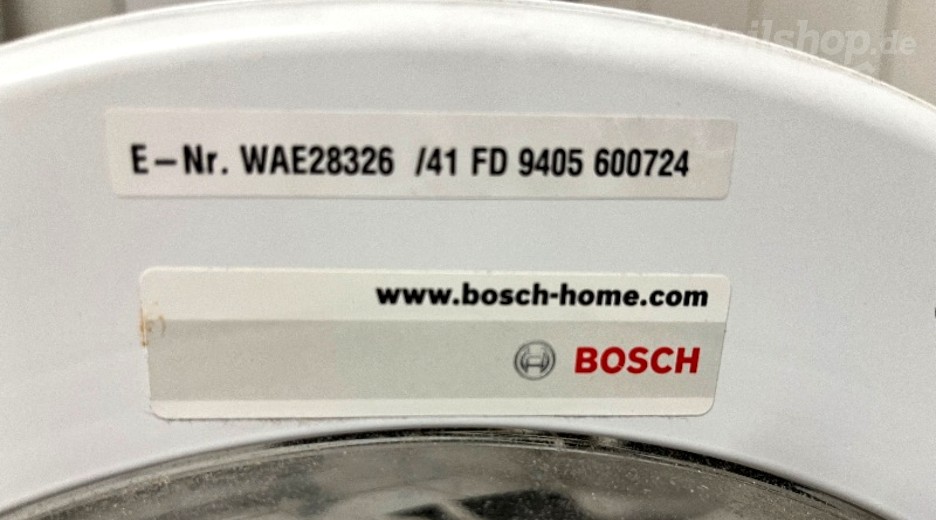 E-Nr. WAE28326 /41 FD 9405 600724
www.bosch-home.com
BOSCH